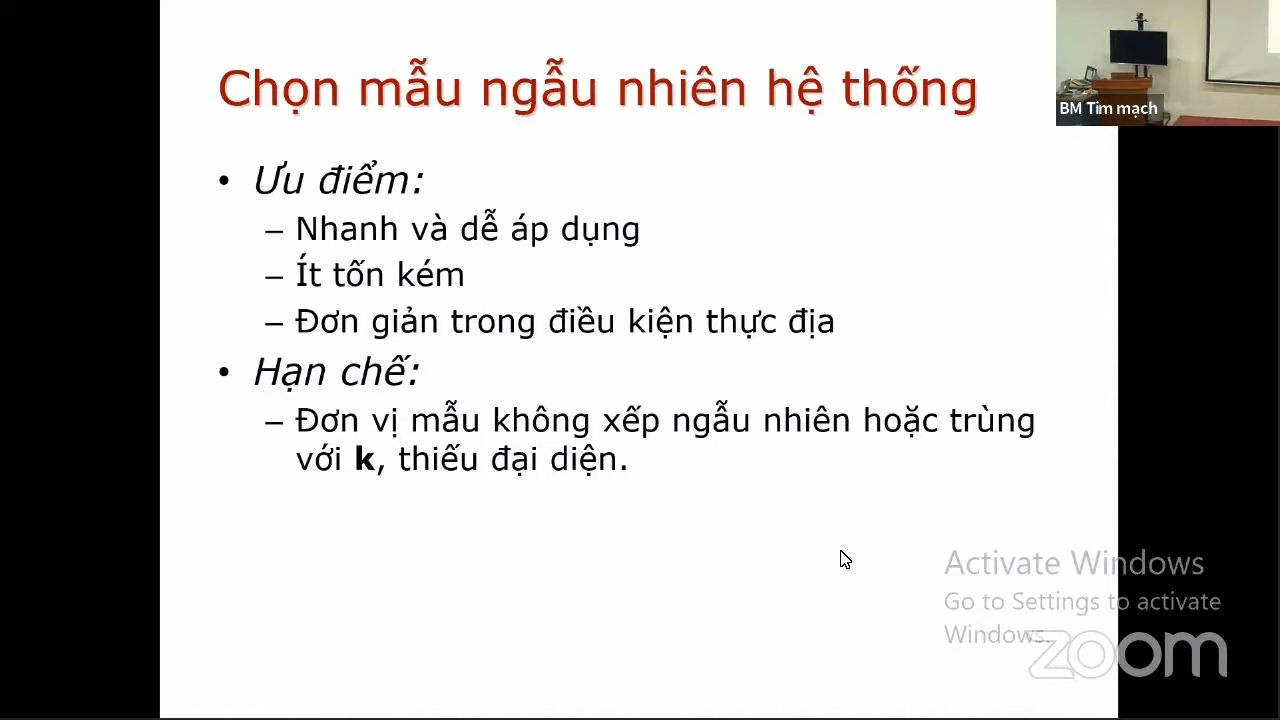 Chọn mẫu ngẫu nhiên hệ thống
BM Tim mạch
• Ưu điểm:
– Nhanh và dễ áp dụng
– Ít tốn kém
– Đơn giản trong điều kiện thực địa
• Hạn chế:
– Đơn vị mẫu không xếp ngẫu nhiên hoặc trùng
với k, thiếu đại diện.
Activate Windows
Go to Settings to activate
Windows.
zoom